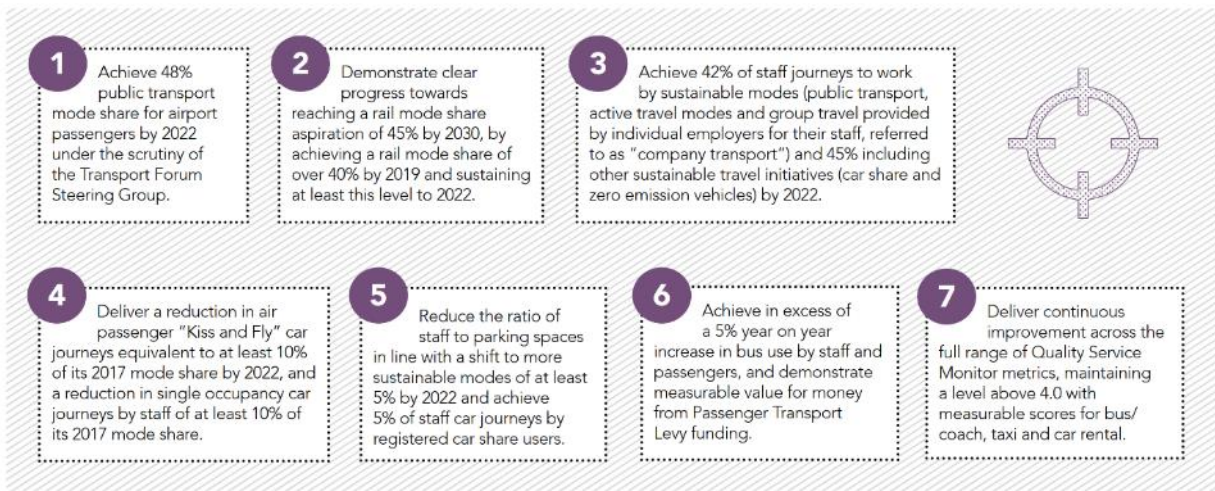 1
Achieve 48%
public transport
mode share for airport
passengers by 2022
under the scrutiny of
the Transport Forum
Steering Group.
2
Demonstrate clear
progress towards
reaching a rail mode share
aspiration of 45% by 2030, by
achieving a rail mode share of
over 40% by 2019 and sustaining
at least this level to 2022.
3
Achieve 42% of staff journeys to work
by sustainable modes (public transport,
active travel modes and group travel provided
by individual employers for their staff, referred
to as “company transport”) and 45% including
other sustainable travel initiatives (car share and
zero emission vehicles) by 2022.
4
Deliver a reduction in air
passenger “Kiss and Fly” car
journeys equivalent to at least 10%
of its 2017 mode share by 2022, and
a reduction in single occupancy car
journeys by staff of at least 10% of
its 2017 mode share.
5
Reduce the ratio of
staff to parking spaces
in line with a shift to more
sustainable modes of at least
5% by 2022 and achieve
5% of staff car journeys by
registered car share users.
6
Achieve in excess of
a 5% year on year
increase in bus use by staff and
passengers, and demonstrate
measurable value for money
from Passenger Transport
Levy funding.
7
Deliver continuous
improvement across the
full range of Quality Service
Monitor metrics, maintaining
a level above 4.0 with
measurable scores for bus/
coach, taxi and car rental.